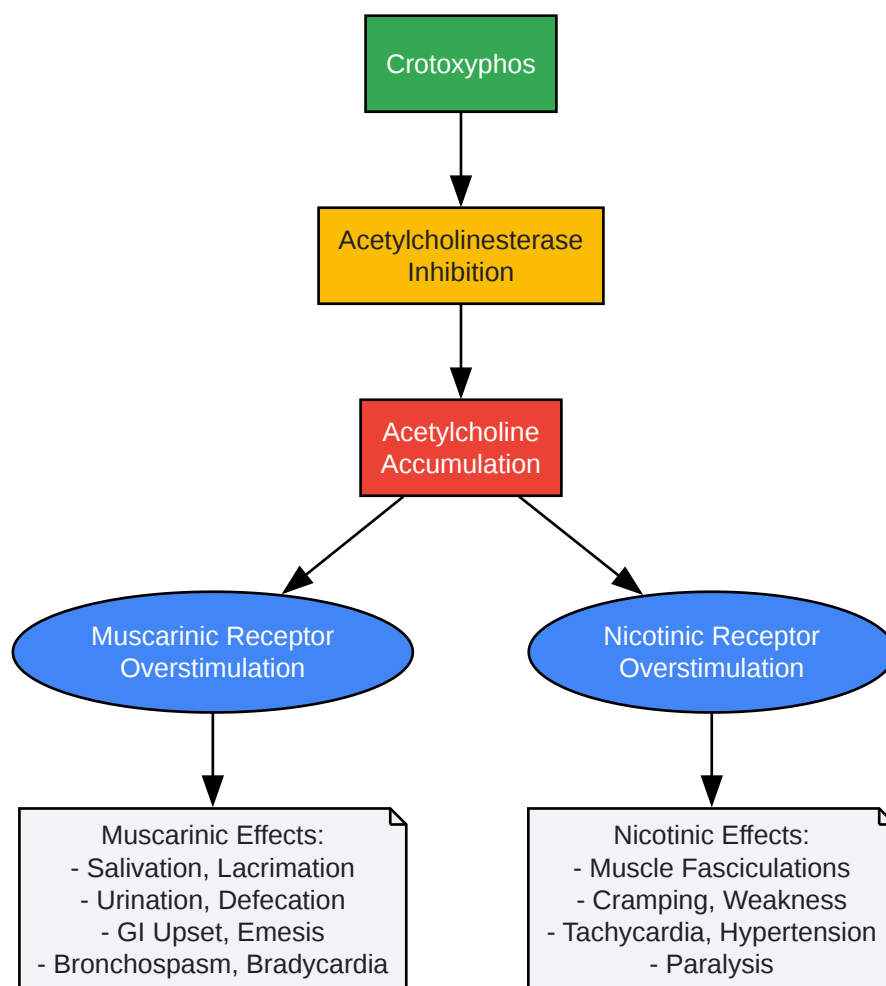 Crotoxyphos
Acetylcholinesterase
Inhibition
Acetylcholine
Accumulation
Muscarinic Receptor
Overstimulation
Nicotinic Receptor
Overstimulation
Muscarinic Effects:
- Salivation, Lacrimation
- Urination, Defecation
- GI Upset, Emesis
- Bronchospasm, Bradycardia
Nicotinic Effects:
- Muscle Fasciculations
- Cramping, Weakness
- Tachycardia, Hypertension
- Paralysis